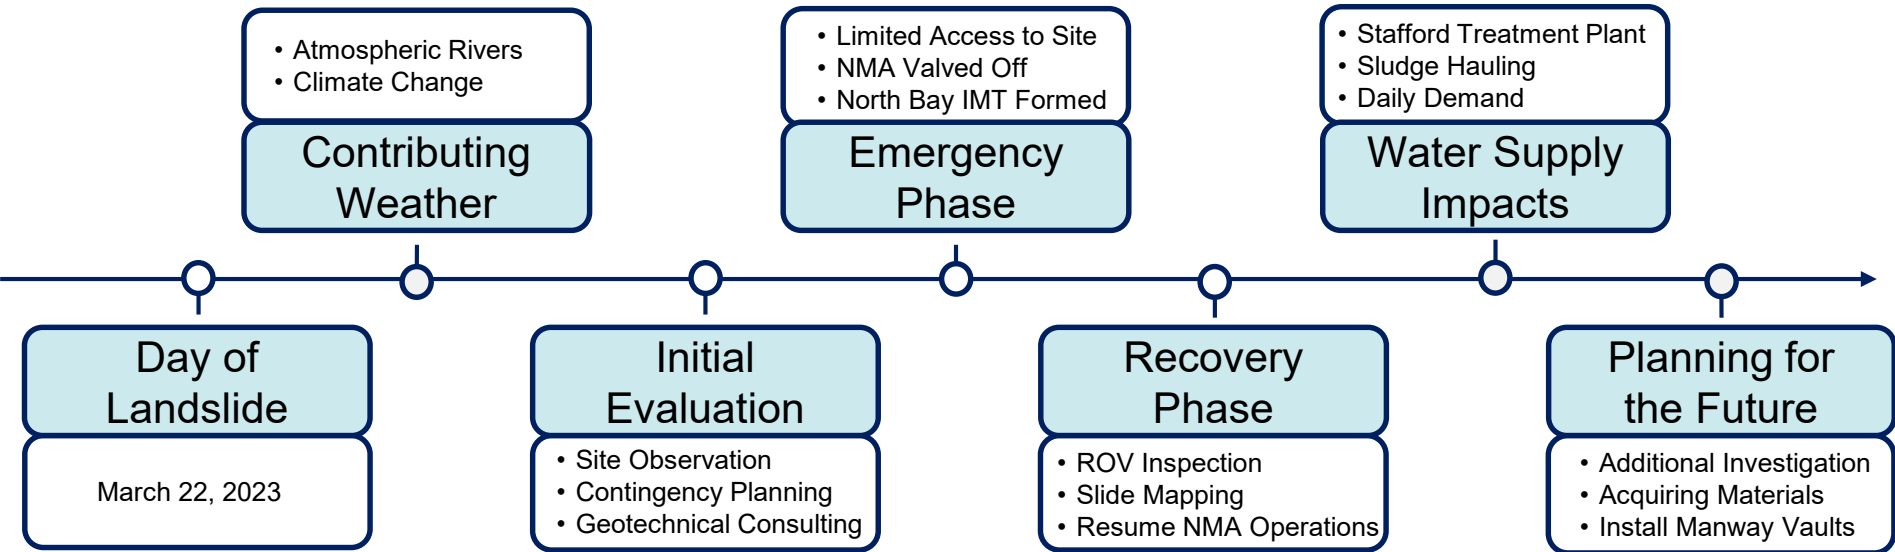 • Atmospheric Rivers
• Climate Change
Contributing
Weather
• Limited Access to Site
• NMA Valved Off
• North Bay IMT Formed
Emergency
Phase
• Stafford Treatment Plant
• Sludge Hauling
• Daily Demand
Water Supply
Impacts
Day of
Landslide
March 22, 2023
Initial
Evaluation
• Site Observation
• Contingency Planning
• Geotechnical Consulting
Recovery
Phase
• ROV Inspection
• Slide Mapping
• Resume NMA Operations
Planning for
the Future
• Additional Investigation
• Acquiring Materials
• Install Manway Vaults